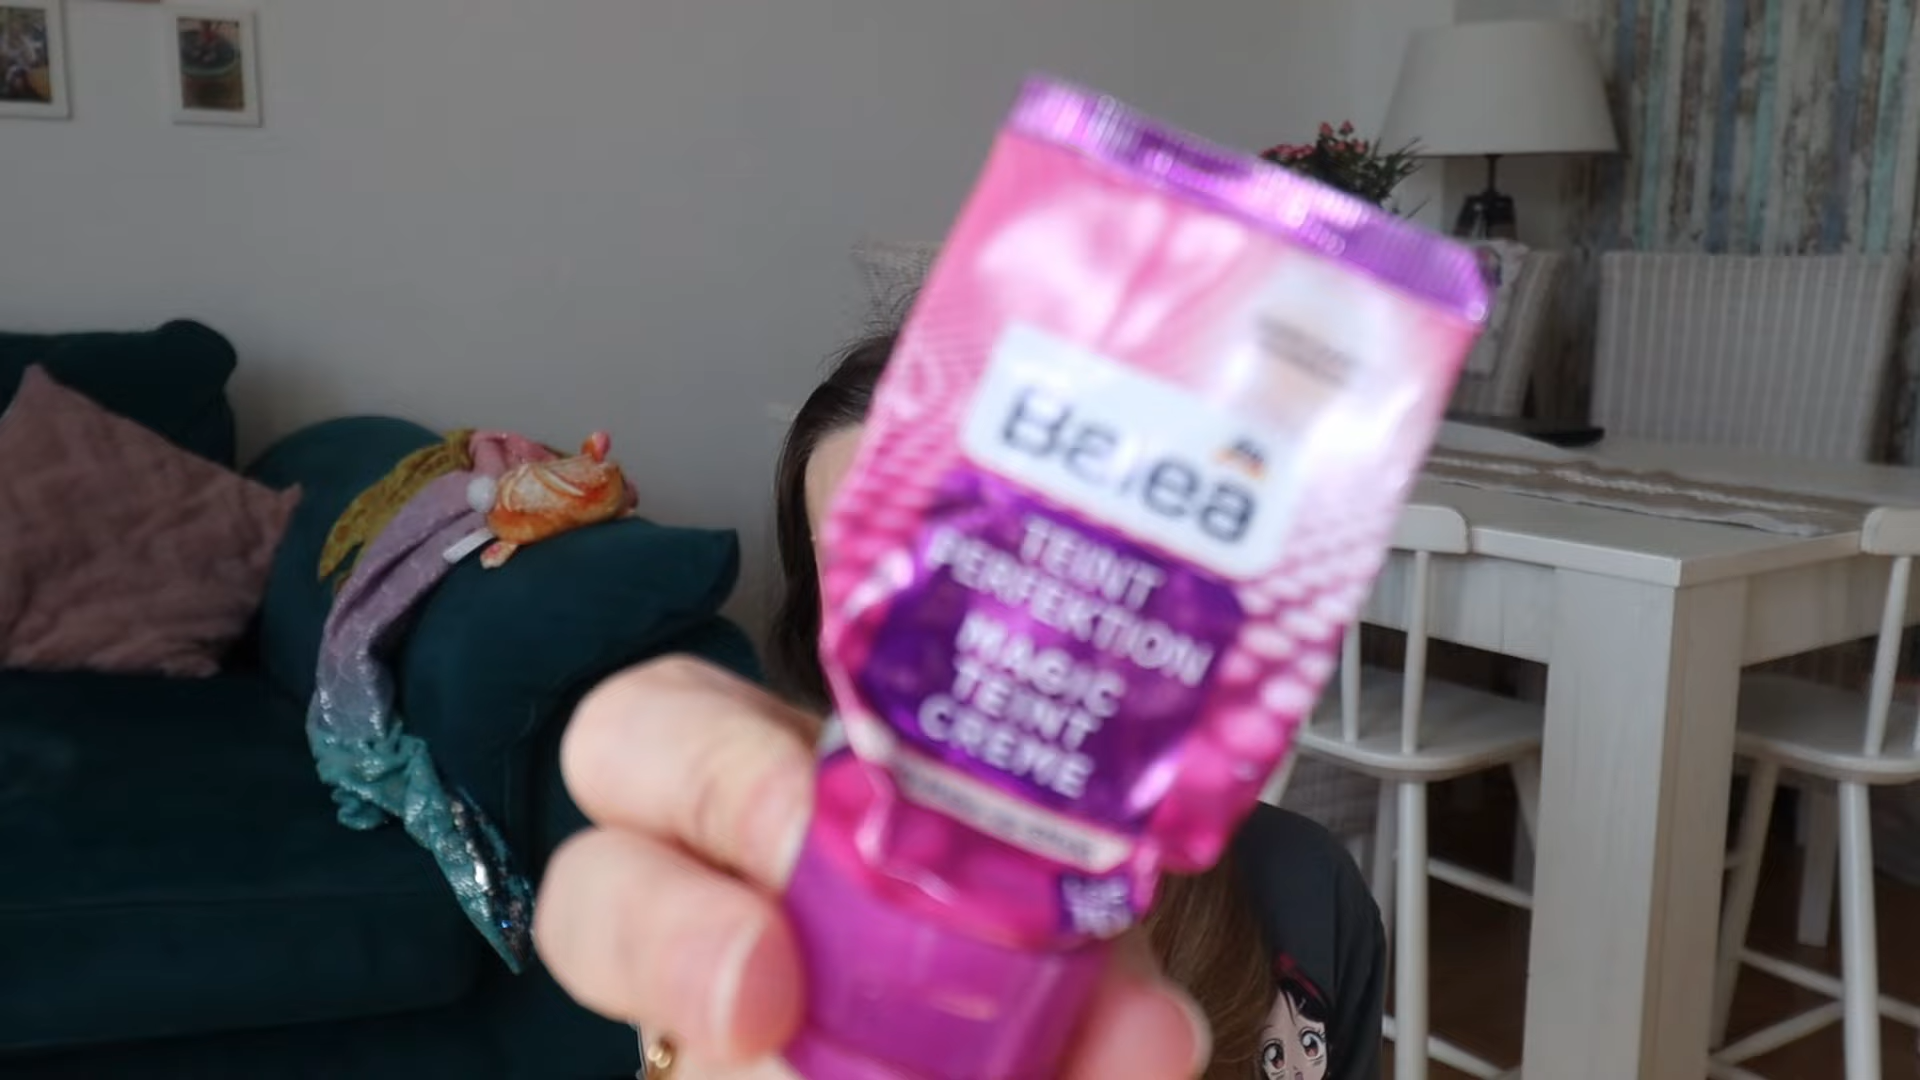 Balea
TEINT
PERFEKTION
MAGIC
TEINT
CREME